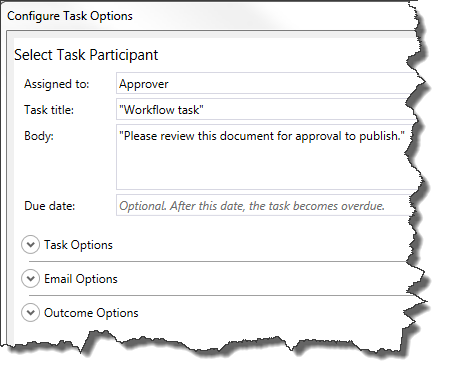 Configure Task Options
Select Task Participant
Assigned to: Approver
Task title: "Workflow task"
Body: "Please review this document for approval to publish."
Due date: Optional. After this date, the task becomes overdue.
Task Options
Email Options
Outcome Options